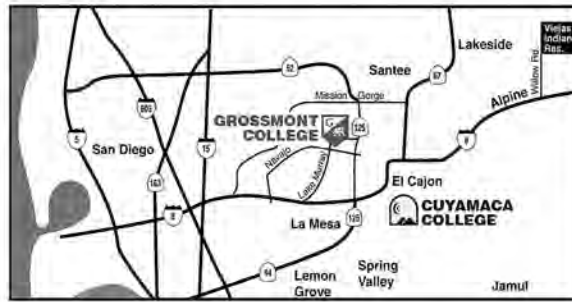 Viejas
Indian
Res.
Lakeside
Willow Rd.
52
Santee
67
Mission Gorge
Alpine
805
GROSSMONT
COLLEGE
G
125
5
San Diego
15
8
Navajo
Lake Murray
163
El Cajon
CUYAMACA
COLLEGE
8
La Mesa
125
94
Lemon
Grove
Spring
Valley
Jamul